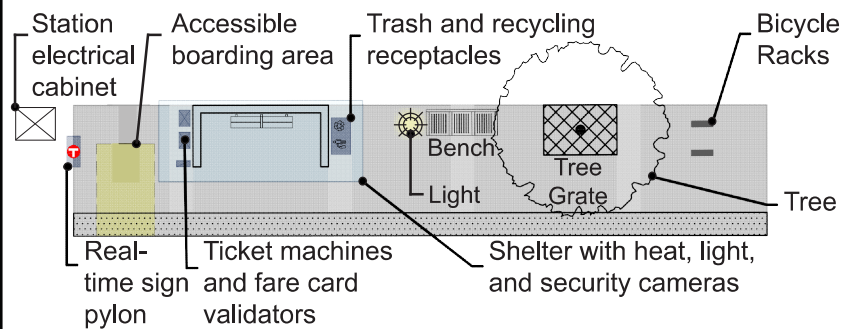 Station
electrical
cabinet
Accessible
boarding area
Trash and recycling
receptacles
Bicycle
Racks
T
Bench
Light
Tree
Grate
Tree
Real-
time sign
pylon
Ticket machines
and fare card
validators
Shelter with heat, light,
and security cameras